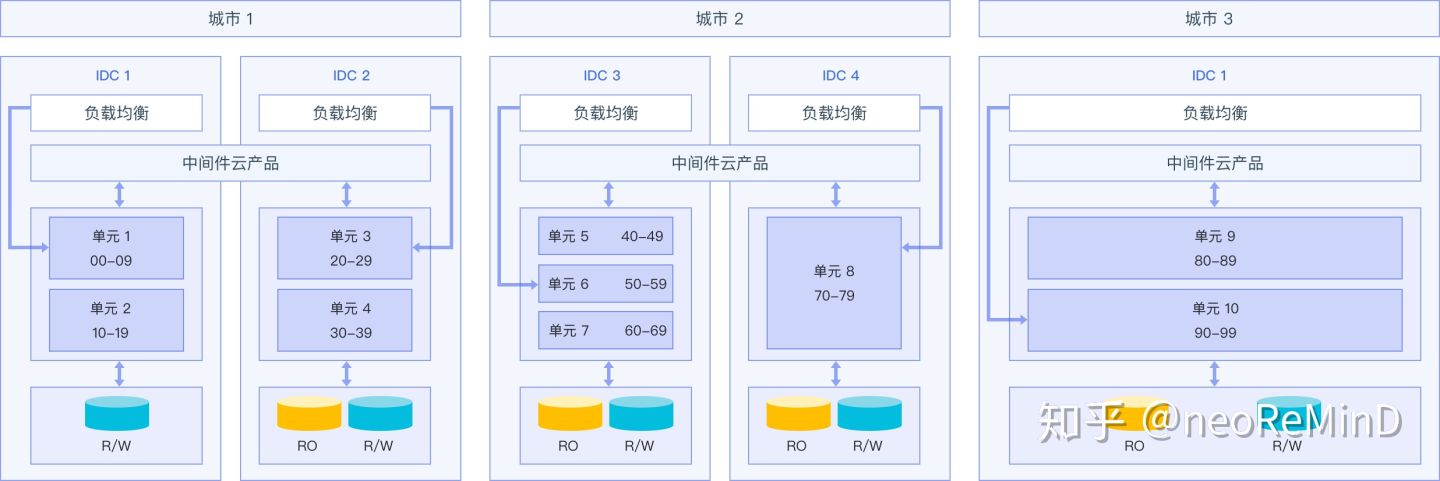 城市 1
城市 2
城市 3
IDC 1
IDC 2
IDC 3
IDC 4
IDC 1
负载均衡
负载均衡
负载均衡
负载均衡
负载均衡
中间件云产品
中间件云产品
中间件云产品
单元 1
00-09
单元 2
10-19
单元 3
20-29
单元 4
30-39
单元 5 40-49
单元 6 50-59
单元 7 60-69
单元 8
70-79
单元 9
80-89
单元 10
90-99
R/W
RO R/W
RO R/W
RO R/W
RO R/W
知乎 @neoReMinD